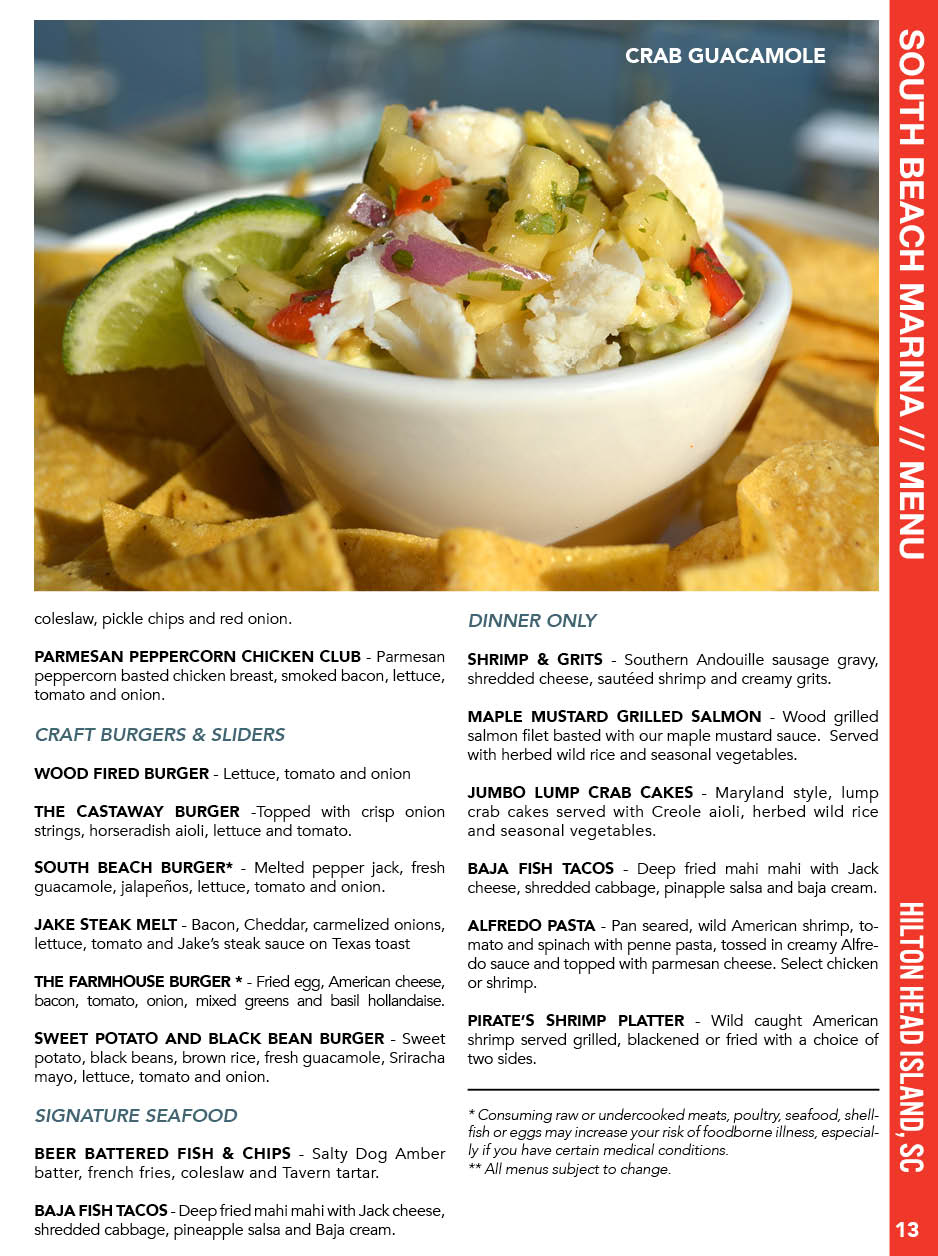 CRAB GUACAMOLE
coleslaw, pickle chips and red onion.
PARMESAN PEPPERCORN CHICKEN CLUB - Parmesan
peppercorn basted chicken breast, smoked bacon, lettuce,
tomato and onion.
CRAFT BURGERS & SLIDERS
WOOD FIRED BURGER - Lettuce, tomato and onion
THE CASTAWAY BURGER -Topped with crisp onion
strings, horseradish aioli, lettuce and tomato.
SOUTH BEACH BURGER* - Melted pepper jack, fresh
guacamole, jalapeños, lettuce, tomato and onion.
JAKE STEAK MELT - Bacon, Cheddar, carmelized onions,
lettuce, tomato and Jake's steak sauce on Texas toast
THE FARMHOUSE BURGER * - Fried egg, American cheese,
bacon, tomato, onion, mixed greens and basil hollandaise.
SWEET POTATO AND BLACK BEAN BURGER - Sweet
potato, black beans, brown rice, fresh guacamole, Sriracha
mayo, lettuce, tomato and onion.
SIGNATURE SEAFOOD
BEER BATTERED FISH & CHIPS - Salty Dog Amber
batter, french fries, coleslaw and Tavern tartar.
BAJA FISH TACOS - Deep fried mahi mahi with Jack cheese,
shredded cabbage, pineapple salsa and Baja cream.
DINNER ONLY
SHRIMP & GRITS - Southern Andouille sausage gravy,
shredded cheese, sautéed shrimp and creamy grits.
MAPLE MUSTARD GRILLED SALMON - Wood grilled
salmon filet basted with our maple mustard sauce. Served
with herbed wild rice and seasonal vegetables.
JUMBO LUMP CRAB CAKES - Maryland style, lump
crab cakes served with Creole aioli, herbed wild rice
and seasonal vegetables.
BAJA FISH TACOS - Deep fried mahi mahi with Jack
cheese, shredded cabbage, pinapple salsa and baja cream.
ALFREDO PASTA - Pan seared, wild American shrimp, to-
mato and spinach with penne pasta, tossed in creamy Alfre-
do sauce and topped with parmesan cheese. Select chicken
or shrimp.
PIRATE'S SHRIMP PLATTER - Wild caught American
shrimp served grilled, blackened or fried with a choice of
two sides.
* Consuming raw or undercooked meats, poultry, seafood, shell-
fish or eggs may increase your risk of foodborne illness, especial-
ly if you have certain medical conditions.
** All menus subject to change.
SOUTH BEACH MARINA // MENU
HILTON HEAD ISLAND, SC
13